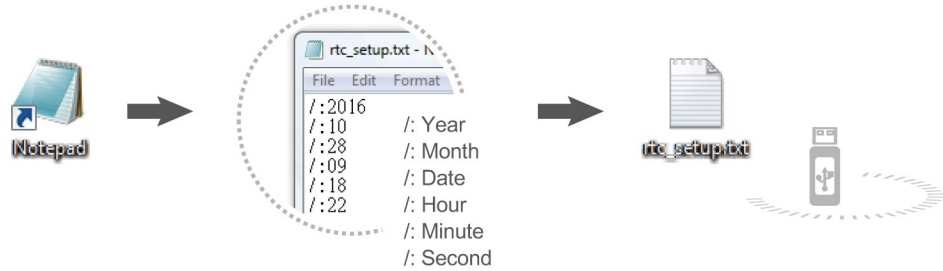 Notepad
rtc_setup.txt - N
File Edit Format
/:2016
/:10
/:28
/:09
/:18
/:22
/: Year
/: Month
/: Date
/: Hour
/: Minute
/: Second
rtc_setup.txt